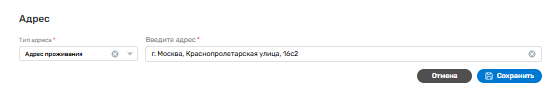 Адрес
Тип адреса *
Введите адрес *
Адрес проживания
г. Москва, Краснопролетарская улица, 16с2
Отмена
Сохранить